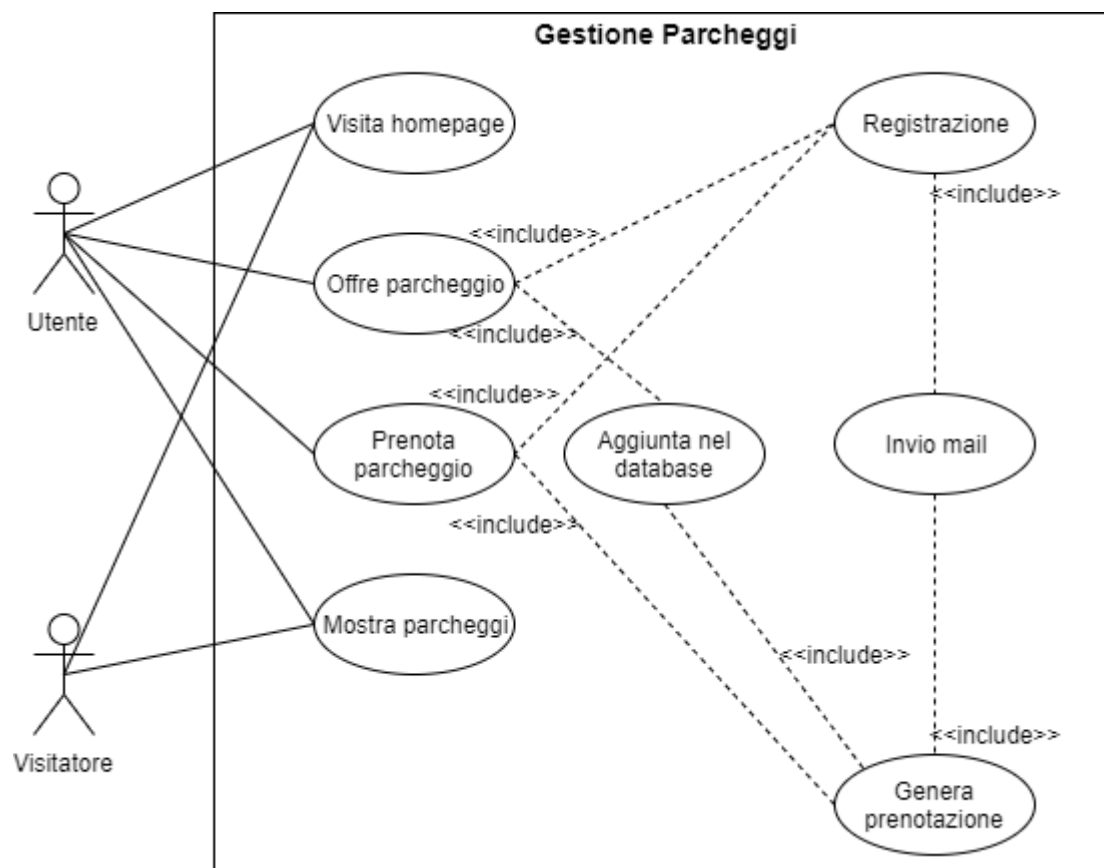 Gestione Parcheggi
Visita homepage
Registrazione
<<include>>
<<include>>
Offre parcheggio
Utente
<<include>>
<<include>>
Prenota
parcheggio
Aggiunta nel
database
Invio mail
<<include>>
Mostra parcheggi
<<include>>
Visitatore
<<include>>
Genera
prenotazione